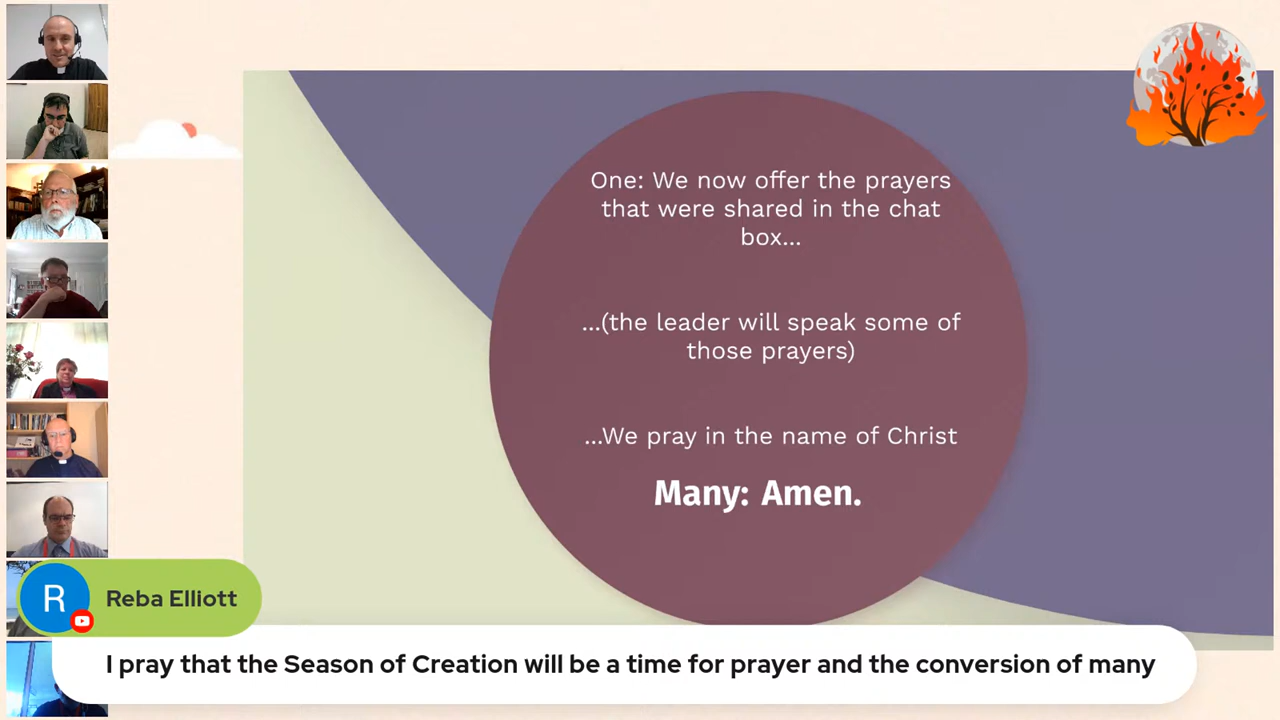 One: We now offer the prayers
that were shared in the chat
box...
...(the leader will speak some of
those prayers)
...We pray in the name of Christ
Many: Amen.
R
Reba Elliott
I pray that the Season of Creation will be a time for prayer and the conversion of many